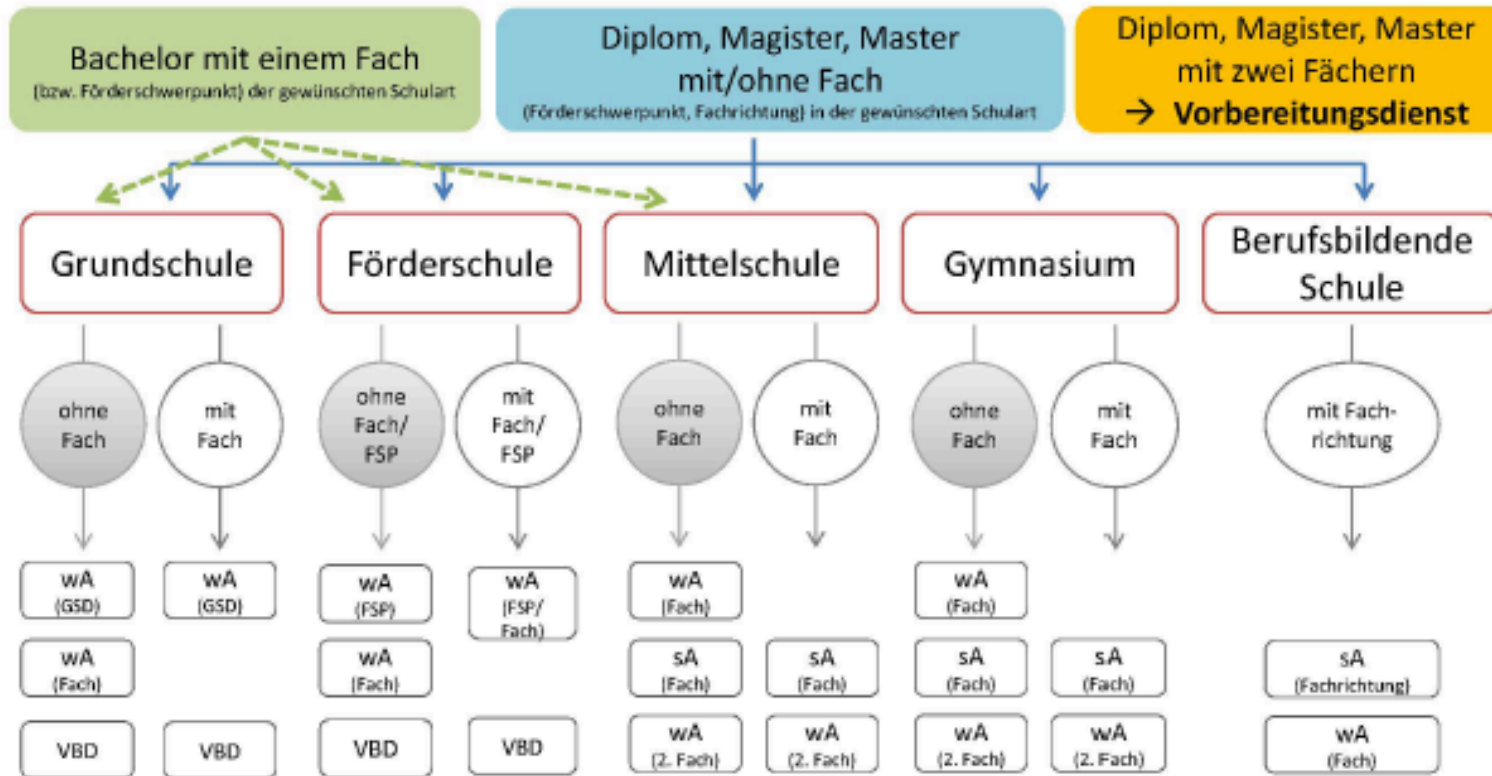 Bachelor mit einem Fach
(bzw. Förderschwerpunkt) der gewünschten Schulart
Diplom, Magister, Master
mit/ohne Fach
(Förderschwerpunkt, Fachrichtung) in der gewünschten Schulart
Diplom, Magister, Master
mit zwei Fächern
→ Vorbereitungsdienst
Grundschule
Förderschule
Mittelschule
Gymnasium
Berufsbildende
Schule
ohne
Fach
mit
Fach
ohne
Fach/
FSP
mit
Fach/
FSP
ohne
Fach
mit
Fach
ohne
Fach
mit
Fach
mit Fach-
richtung
wA
(GSD)
wA
(GSD)
wA
(FSP)
wA
(FSP/
Fach)
wA
(Fach)
wA
(Fach)
wA
(Fach)
wA
(Fach)
sA
(Fach)
sA
(Fach)
sA
(Fach)
sA
(Fach)
sA
(Fachrichtung)
VBD
VBD
VBD
VBD
wA
(2. Fach)
wA
(2. Fach)
wA
(2. Fach)
wA
(2. Fach)
wA
(Fach)